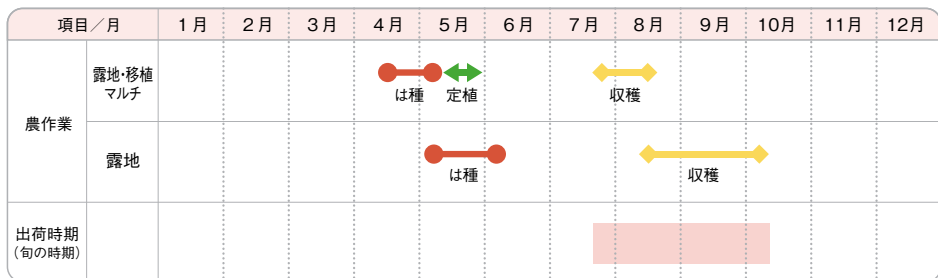 項目／月 1月 2月 3月 4月 5月 6月 7月 8月 9月 10月 11月 12月
農作業
露地・移植
マルチ
は種 定植 収穫
露地
は種 収穫
出荷時期
（旬の時期）